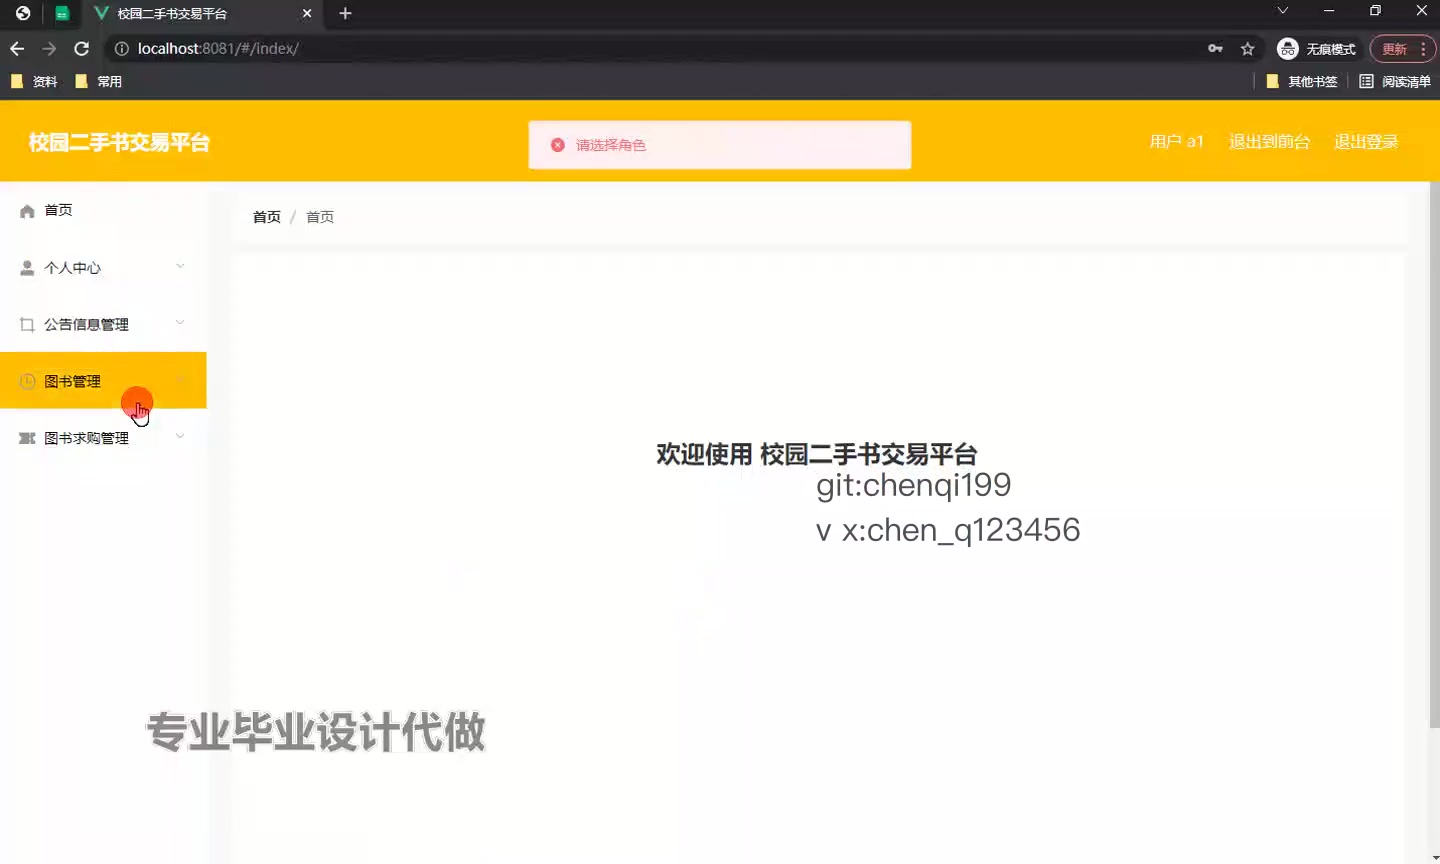 校园二手书交易平台
localhost:8081/#/index/
无痕模式
更新
资料
常用
其他书签
阅读清单
校园二手书交易平台
请选择角色
用户 a1
退出到前台
退出登录
首页
首页 / 首页
个人中心
公告信息管理
图书管理
图书求购管理
欢迎使用 校园二手书交易平台
git:chenqi199
v x:chen_q123456
专业毕业设计代做